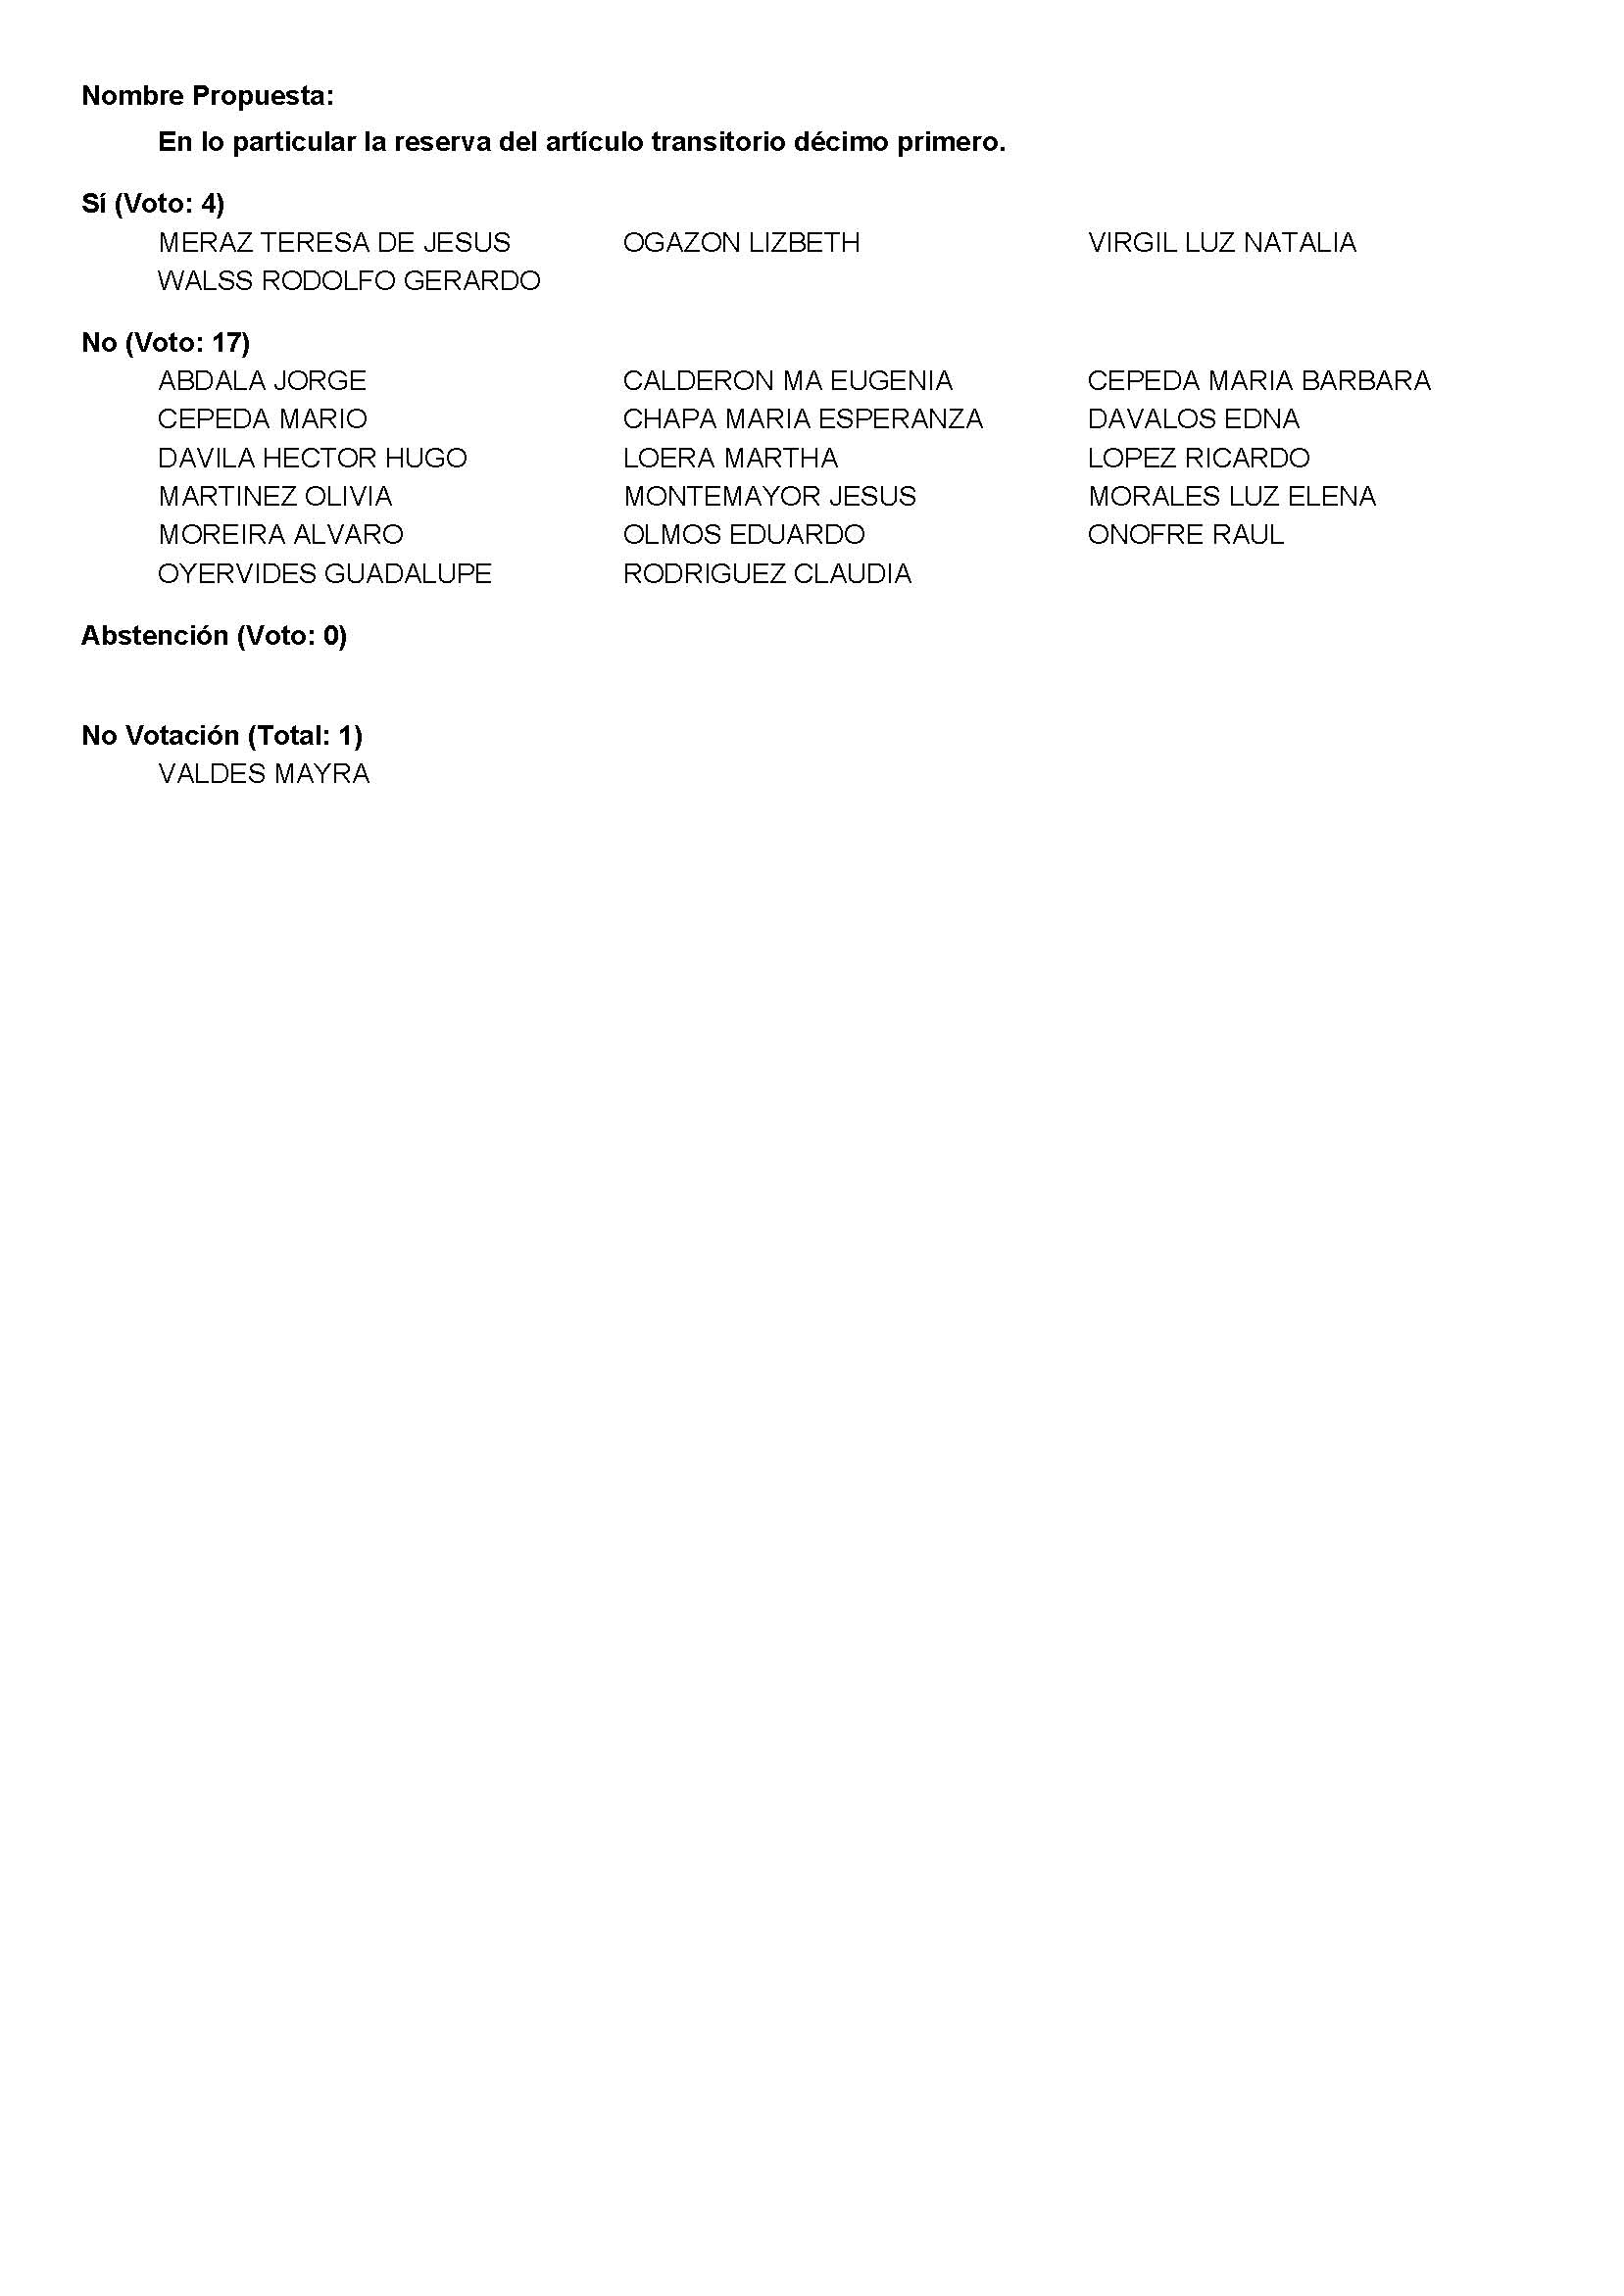 Nombre Propuesta:
En lo particular la reserva del artículo transitorio décimo primero.
Sí (Voto: 4)
MERAZ TERESA DE JESUS OGAZON LIZBETH VIRGIL LUZ NATALIA
WALSS RODOLFO GERARDO
No (Voto: 17)
ABDALA JORGE CALDERON MA EUGENIA CEPEDA MARIA BARBARA
CEPEDA MARIO CHAPA MARIA ESPERANZA DAVALOS EDNA
DAVILA HECTOR HUGO LOERA MARTHA LOPEZ RICARDO
MARTINEZ OLIVIA MONTEMAYOR JESUS MORALES LUZ ELENA
MOREIRA ALVARO OLMOS EDUARDO ONOFRE RAUL
OYERVIDES GUADALUPE RODRIGUEZ CLAUDIA
Abstención (Voto: 0)
No Votación (Total: 1)
VALDES MAYRA